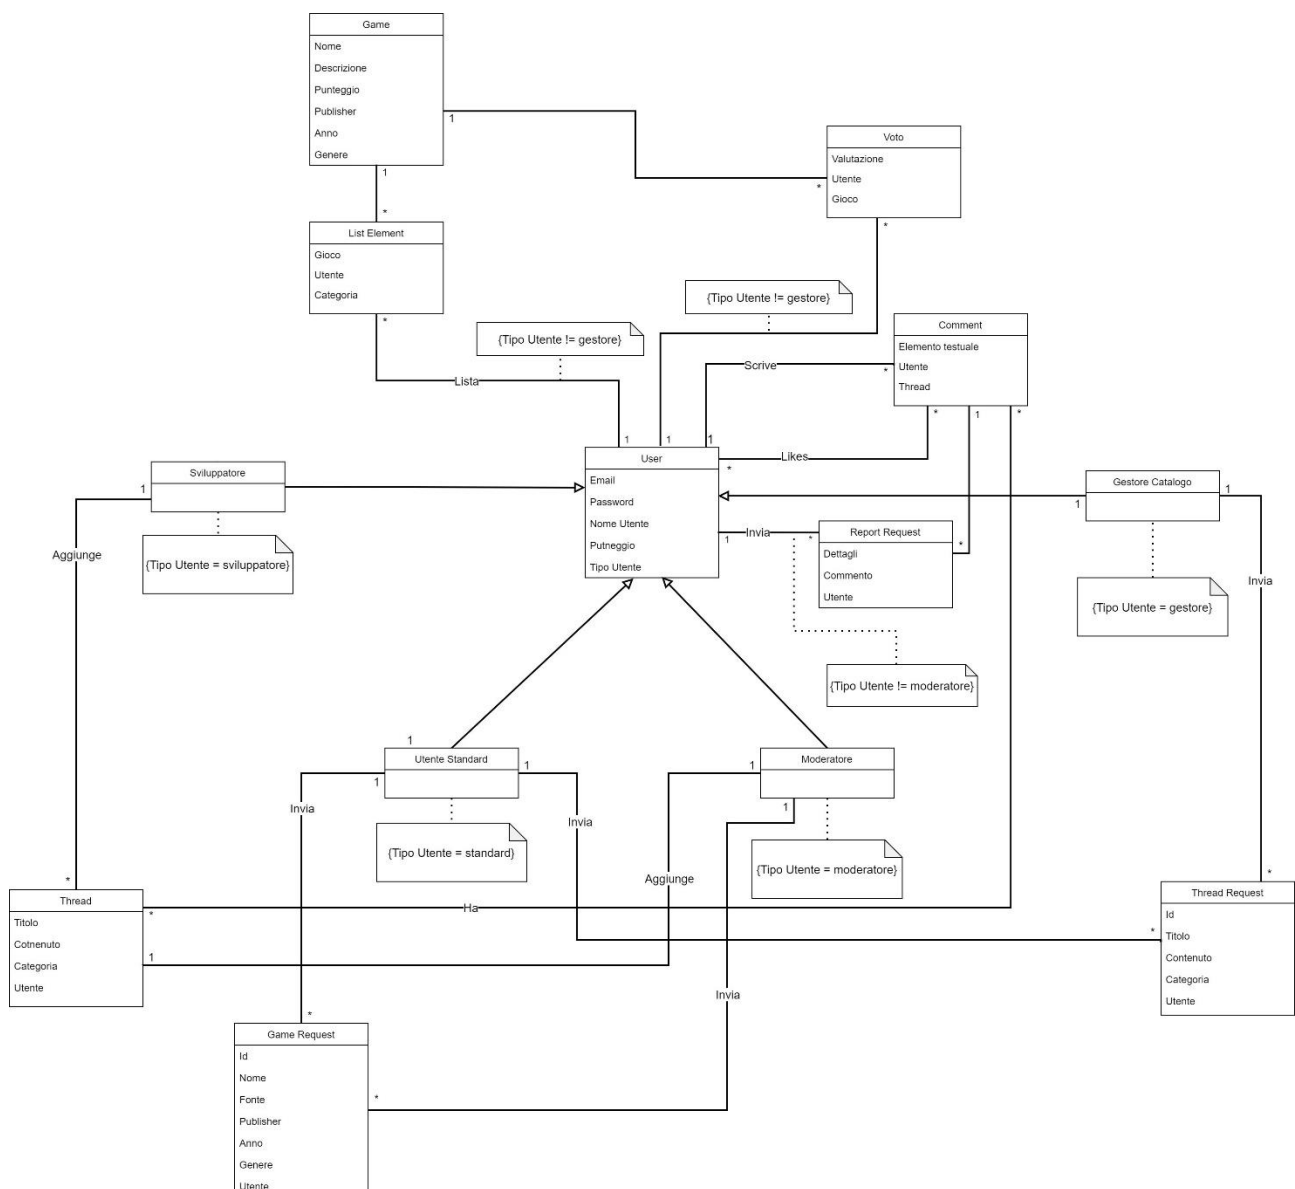 Game
Nome
Descrizione
Punteggio
Publisher
Anno
Genere
1
1
*
Voto
Valutazione
Utente
Gioco
*
*
List Element
Gioco
Utente
Categoria
*
{Tipo Utente != gestore}
{Tipo Utente != gestore}
Comment
Elemento testuale
Utente
Thread
*
*
1
*
Scrive
Lista
1
1
1
Likes
*
User
Email
Password
Nome Utente
Putneggio
Tipo Utente
Sviluppatore
1
Aggiunge
{Tipo Utente = sviluppatore}
Gestore Catalogo
1
1
Invia
{Tipo Utente = gestore}
Invia
1
*
Report Request
Dettagli
Commento
Utente
*
{Tipo Utente != moderatore}
1
Utente Standard
1
1
Invia
Invia
{Tipo Utente = standard}
Moderatore
1
1
{Tipo Utente = moderatore}
Aggiunge
*
Thread
Titolo
Cotnenuto
Categoria
Utente
*
Ha
1
Invia
*
*
Thread Request
Id
Titolo
Contenuto
Categoria
Utente
*
Game Request
Id
Nome
Fonte
Publisher
Anno
Genere
Utente
*